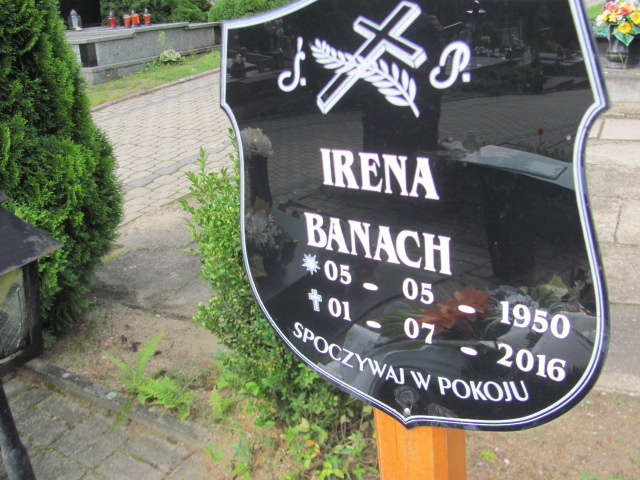 Ś. P.
IRENA
BANACH
05 - 05 - 1950
01 - 07 - 2016
SPOCZYWAJ W POKOJU